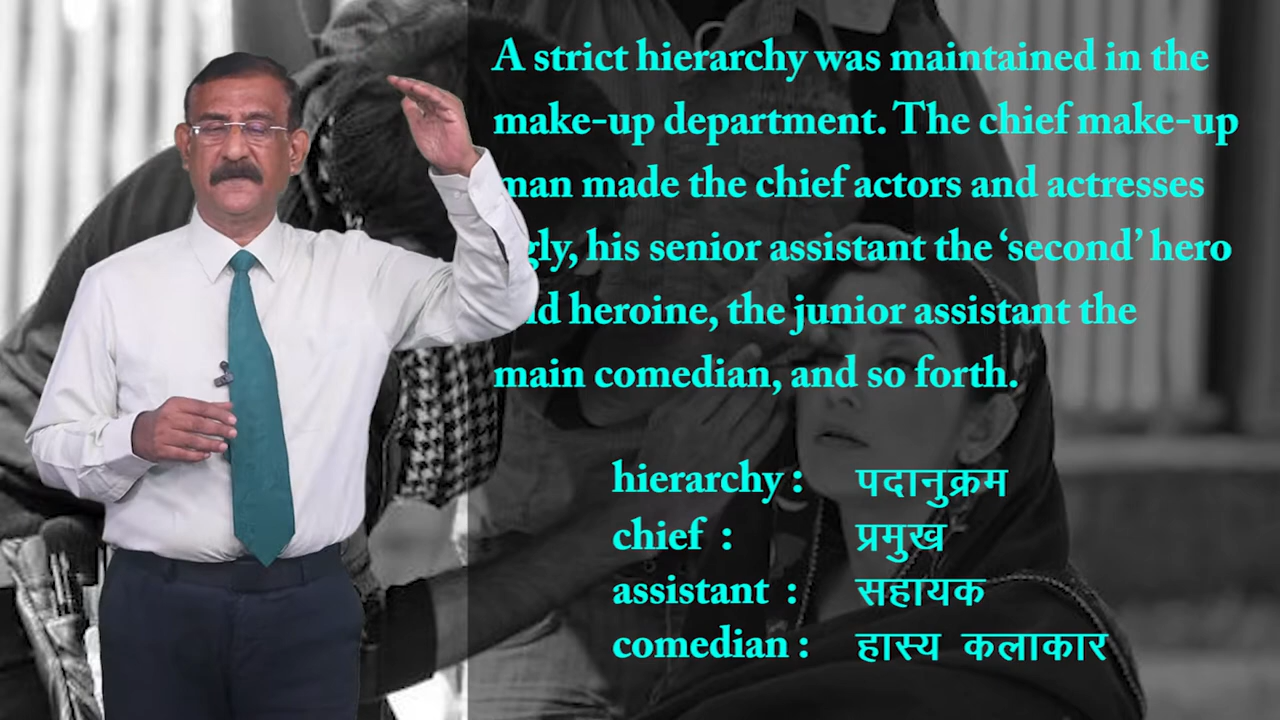 A strict hierarchy was maintained in the
make-up department. The chief make-up
man made the chief actors and actresses
ugly, his senior assistant the ‘second’ hero
and heroine, the junior assistant the
main comedian, and so forth.
hierarchy : पदानुक्रम
chief : प्रमुख
assistant : सहायक
comedian : हास्य कलाकार